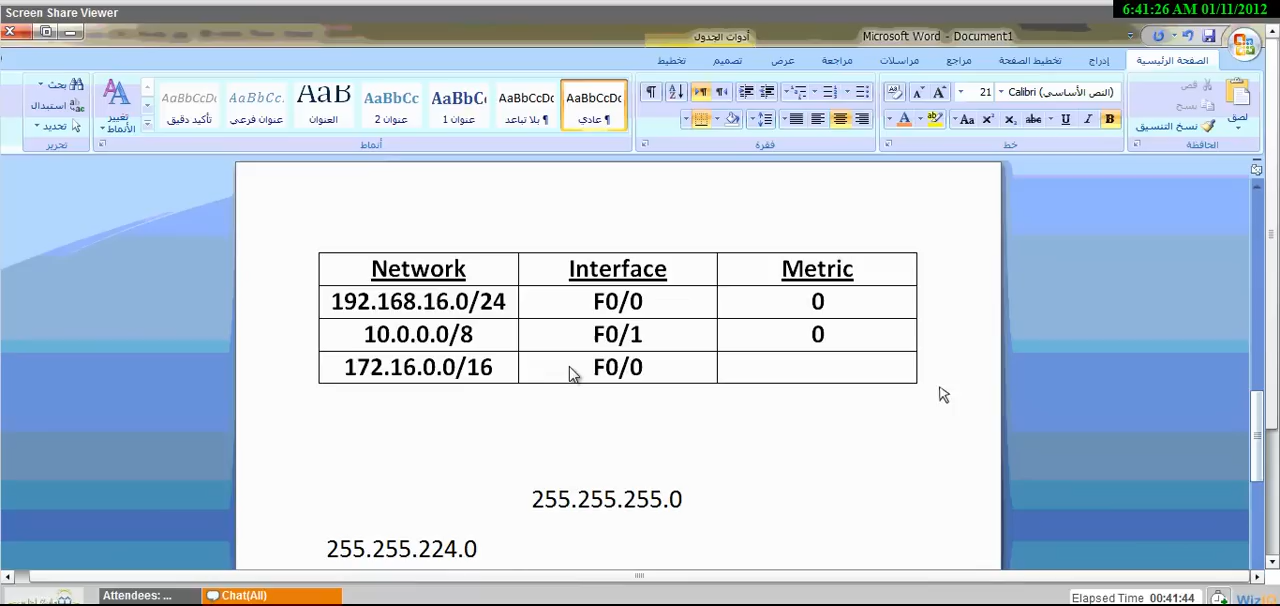 6:41:26 AM 01/11/2012
Screen Share Viewer
أدوات الجدول
Microsoft Word - Document1
الصفحة الرئيسية إدراج تخطيط الصفحة مراجع مراسلات مراجعة عرض تصميم تخطيط
لصق
قص
نسخ
نسخ التنسيق
الحافظة
Calibri (النص الأساسي) 21
خط
فقرة
AaBbCcDc
¶ عادي
AaBbCcDc
¶ بلا تباعد
AaBbC
عنوان 1
AaBbCc
عنوان 2
AaB
العنوان
AaBbCc.
عنوان فرعي
AaBbCcDc
تأكيد دقيق
تغيير
الأنماط
أنماط
بحث
استبدال
تحديد
تحرير
Network Interface Metric
192.168.16.0/24 F0/0 0
10.0.0.0/8 F0/1 0
172.16.0.0/16 F0/0
255.255.255.0
255.255.224.0
Attendees: ...
Chat(All)
Elapsed Time 00:41:44